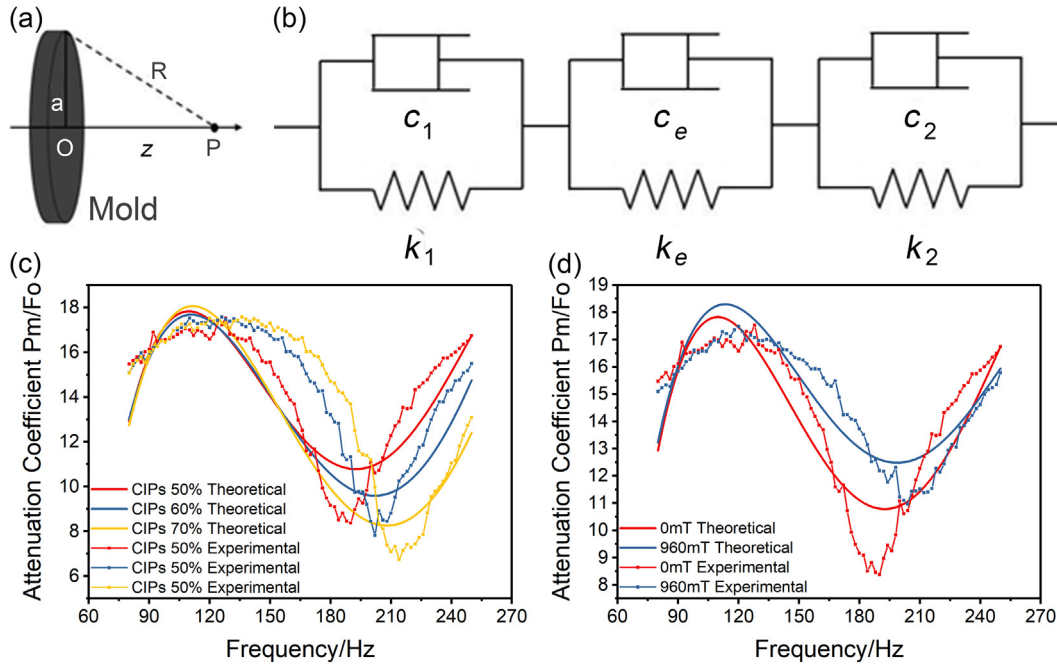 (a)
R
a
O
z
P
Mold
(b)
c1
ce
c2
k1
ke
k2
(c)
Attenuation Coefficient Pm/Fo
18
16
14
12
10
8
6
CIPs 50% Theoretical
CIPs 60% Theoretical
CIPs 70% Theoretical
CIPs 50% Experimental
CIPs 50% Experimental
CIPs 50% Experimental
60 90 120 150 180 210 240 270
Frequency/Hz
(d)
Attenuation Coefficient Pm/Fo
19
18
17
16
15
14
13
12
11
10
9
8
0mT Theoretical
960mT Theoretical
0mT Experimental
960mT Experimental
60 90 120 150 180 210 240 270
Frequency/Hz